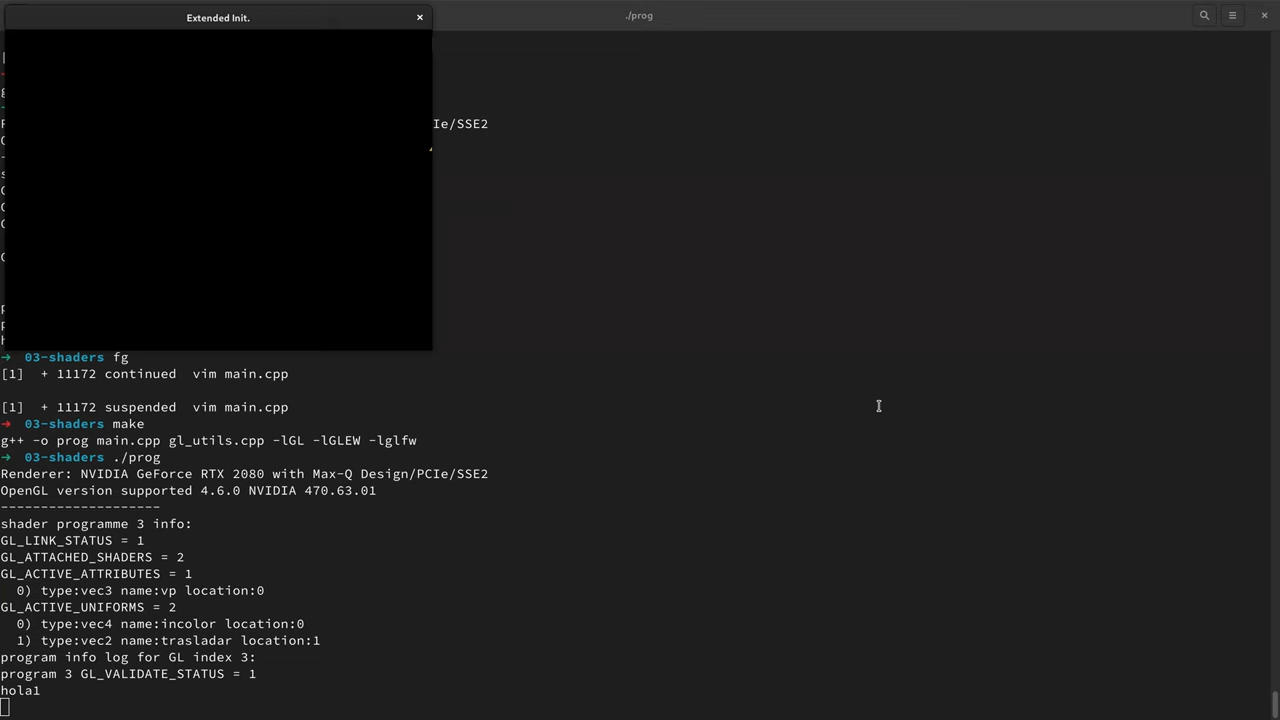 Extended Init.
./prog
Ie/SSE2
➜ 03-shaders fg
[1]  + 11172 continued  vim main.cpp
[1]  + 11172 suspended  vim main.cpp
➜ 03-shaders make
g++ -o prog main.cpp gl_utils.cpp -lGL -lGLEW -lglfw
➜ 03-shaders ./prog
Renderer: NVIDIA GeForce RTX 2080 with Max-Q Design/PCIe/SSE2
OpenGL version supported 4.6.0 NVIDIA 470.63.01
--------------------
shader programme 3 info:
GL_LINK_STATUS = 1
GL_ATTACHED_SHADERS = 2
GL_ACTIVE_ATTRIBUTES = 1
  0) type:vec3 name:vp location:0
GL_ACTIVE_UNIFORMS = 2
  0) type:vec4 name:incolor location:0
  1) type:vec2 name:trasladar location:1
program info log for GL index 3:
program 3 GL_VALIDATE_STATUS = 1
hola1